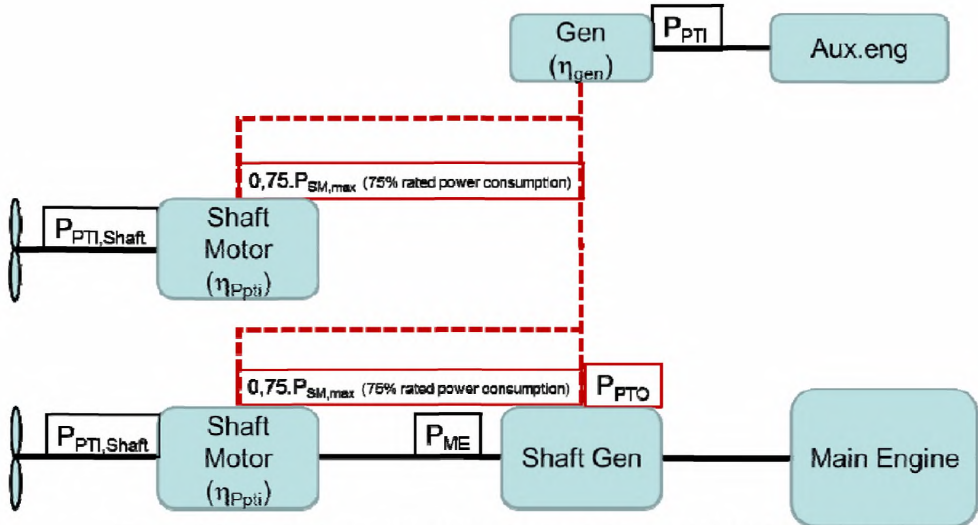 Gen
(ηgen)
PPTI
Aux.eng
0,75.PSM,max (75% rated power consumption)
PPTI,Shaft
Shaft
Motor
(ηPpti)
0,75.PSM,max (75% rated power consumption)
PPTO
PPTI,Shaft
Shaft
Motor
(ηPpti)
PME
Shaft Gen
Main Engine